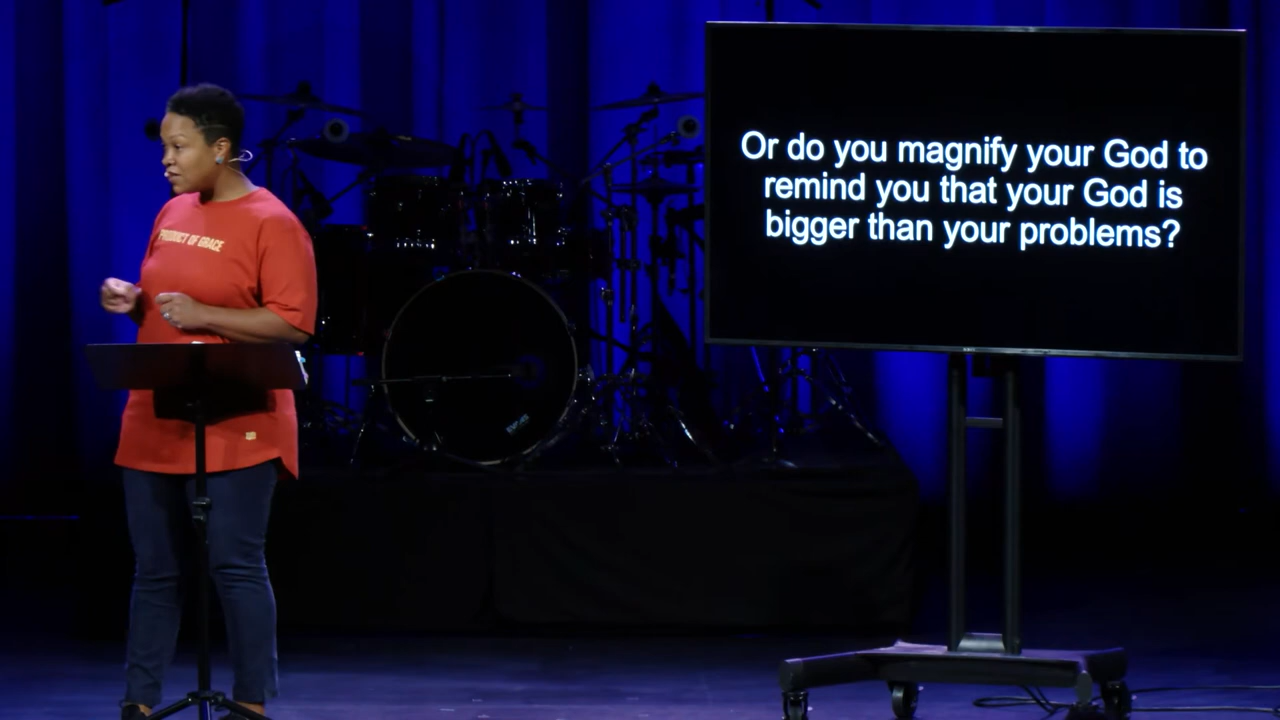 PRODUCT OF GRACE
Or do you magnify your God to
remind you that your God is
bigger than your problems?